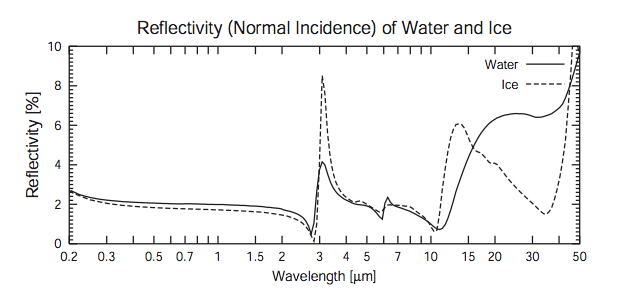 Reflectivity (Normal Incidence) of Water and Ice
10
8
6
4
2
0
Reflectivity [%]
Water
Ice
0.2 0.3 0.5 0.7 1 1.5 2 3 4 5 7 10 15 20 30 50
Wavelength [µm]